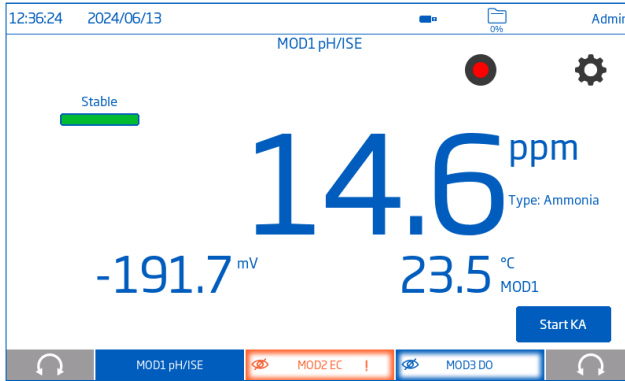 12:36:24 2024/06/13 0% Admin
MOD1 pH/ISE
Stable
14.6 ppm
Type: Ammonia
-191.7 mV 23.5 °C
MOD1
Start KA
MOD1 pH/ISE MOD2 EC ! MOD3 DO